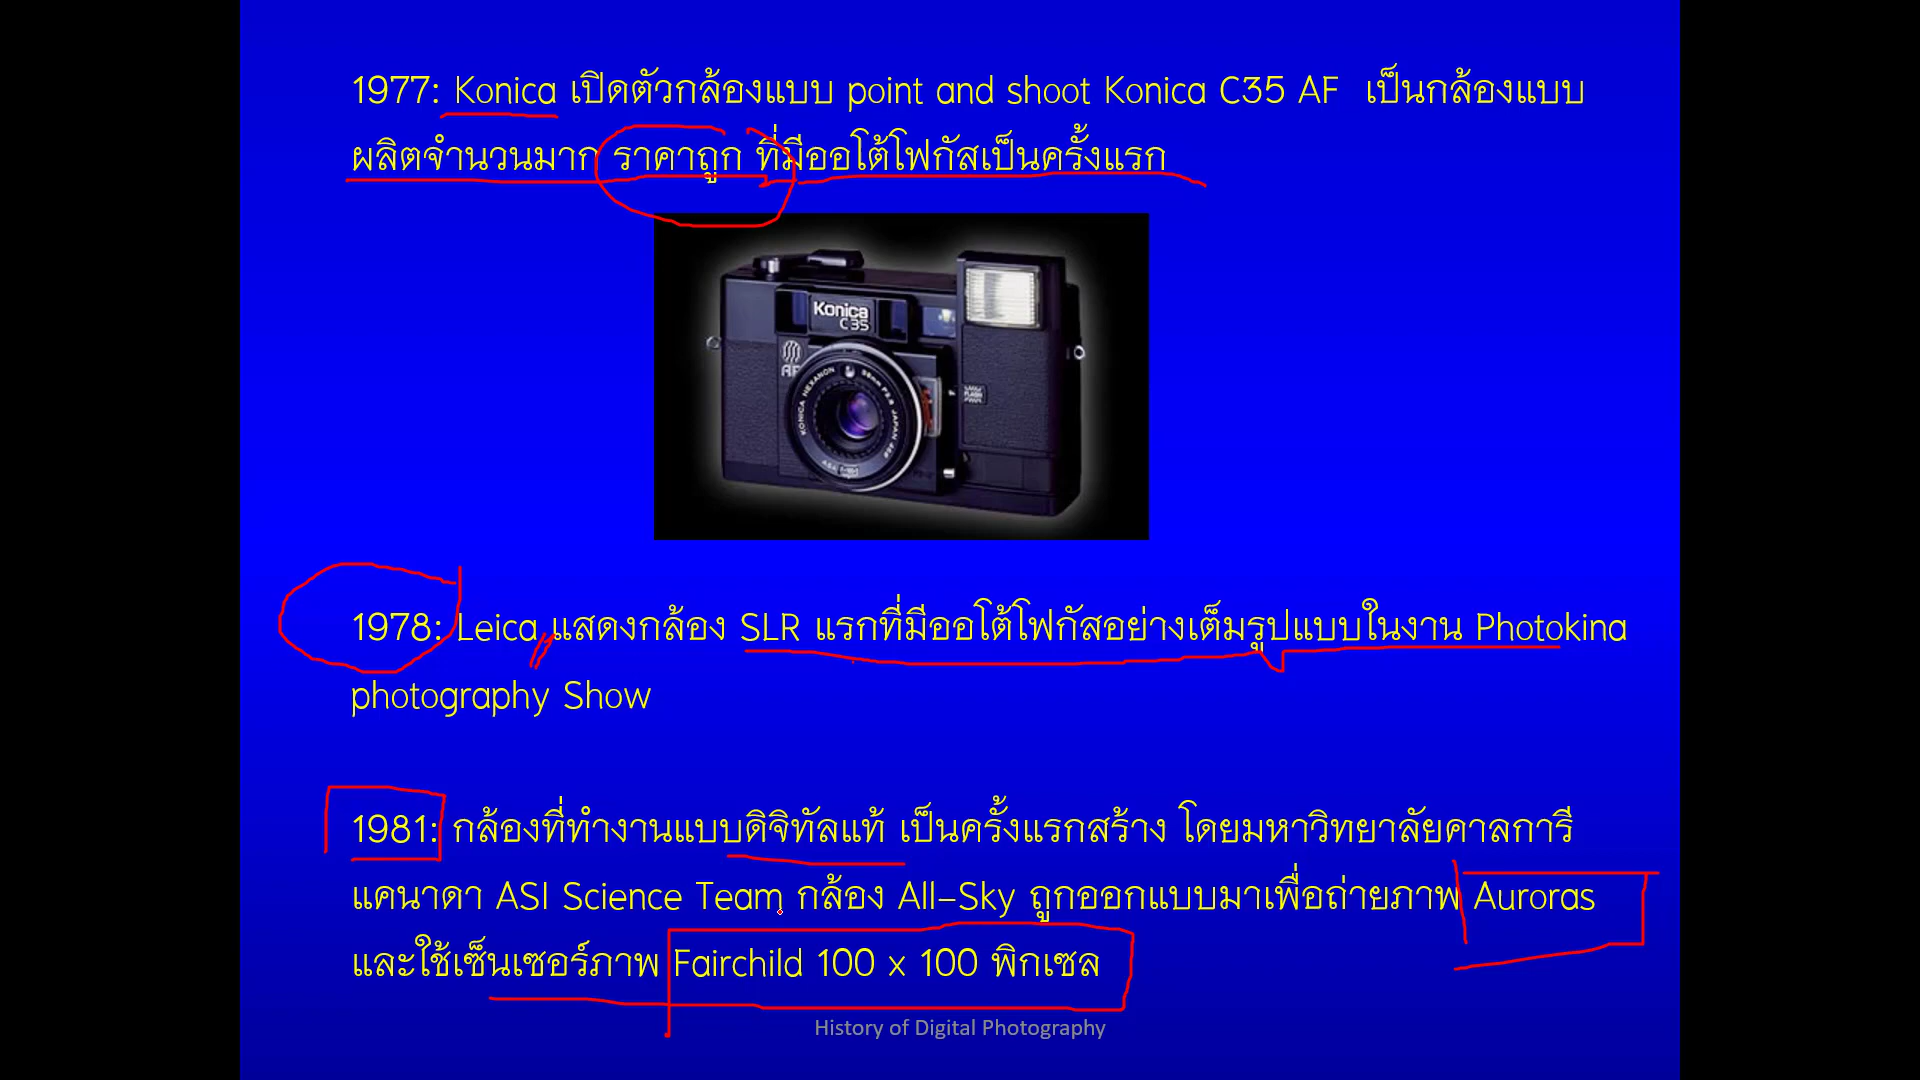 1977: Konica เปิดตัวกล้องแบบ point and shoot Konica C35 AF เป็นกล้องแบบ
ผลิตจำนวนมาก ราคาถูก ที่มีออโต้โฟกัสเป็นครั้งแรก
Konica
C35
AF
KONICA HEXANON
38mm F2.8 JAPAN
ASA
1978: Leica แสดงกล้อง SLR แรกที่มีออโต้โฟกัสอย่างเต็มรูปแบบในงาน Photokina
photography Show
1981: กล้องที่ทำงานแบบดิจิทัลแท้ เป็นครั้งแรกสร้าง โดยมหาวิทยาลัยคาลการี
แคนาดา ASI Science Team กล้อง All-Sky ถูกออกแบบมาเพื่อถ่ายภาพ Auroras
และใช้เซ็นเซอร์ภาพ Fairchild 100 x 100 พิกเซล
History of Digital Photography